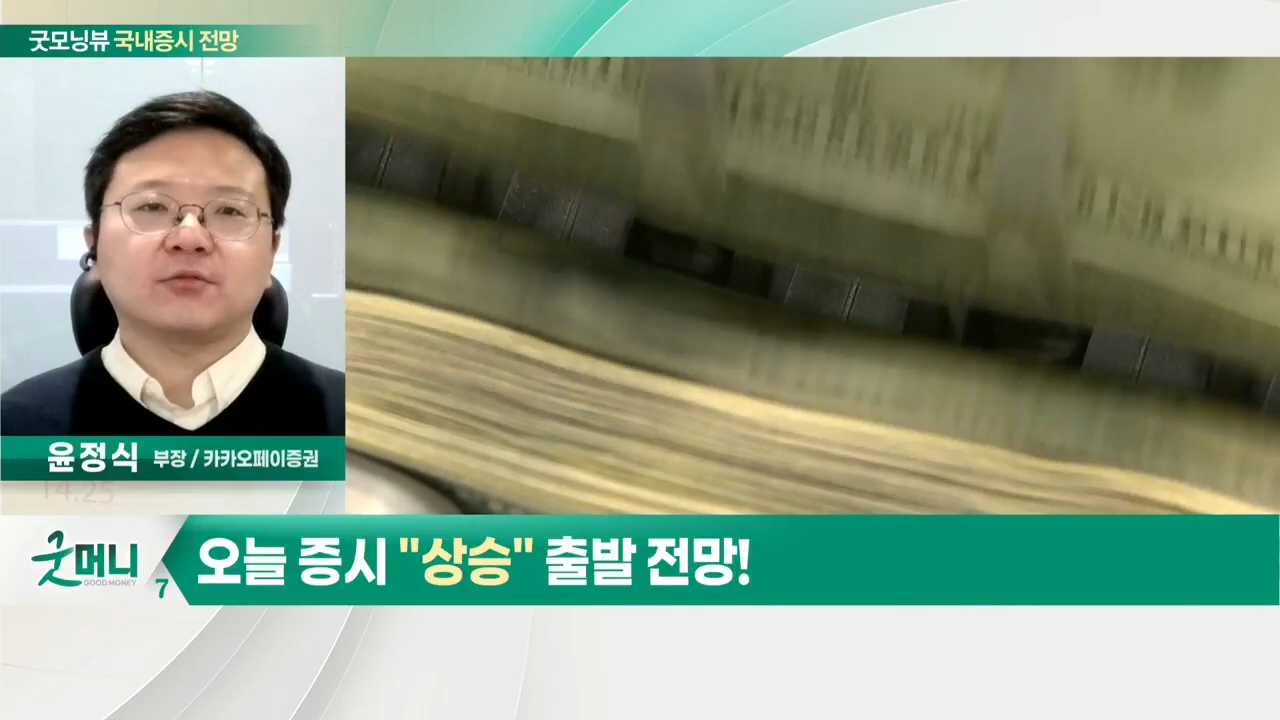 굿모닝뷰 국내증시 전망
윤정식 부장 / 카카오페이증권
14.25
굿머니 7
GOOD MONEY
오늘 증시 "상승" 출발 전망!